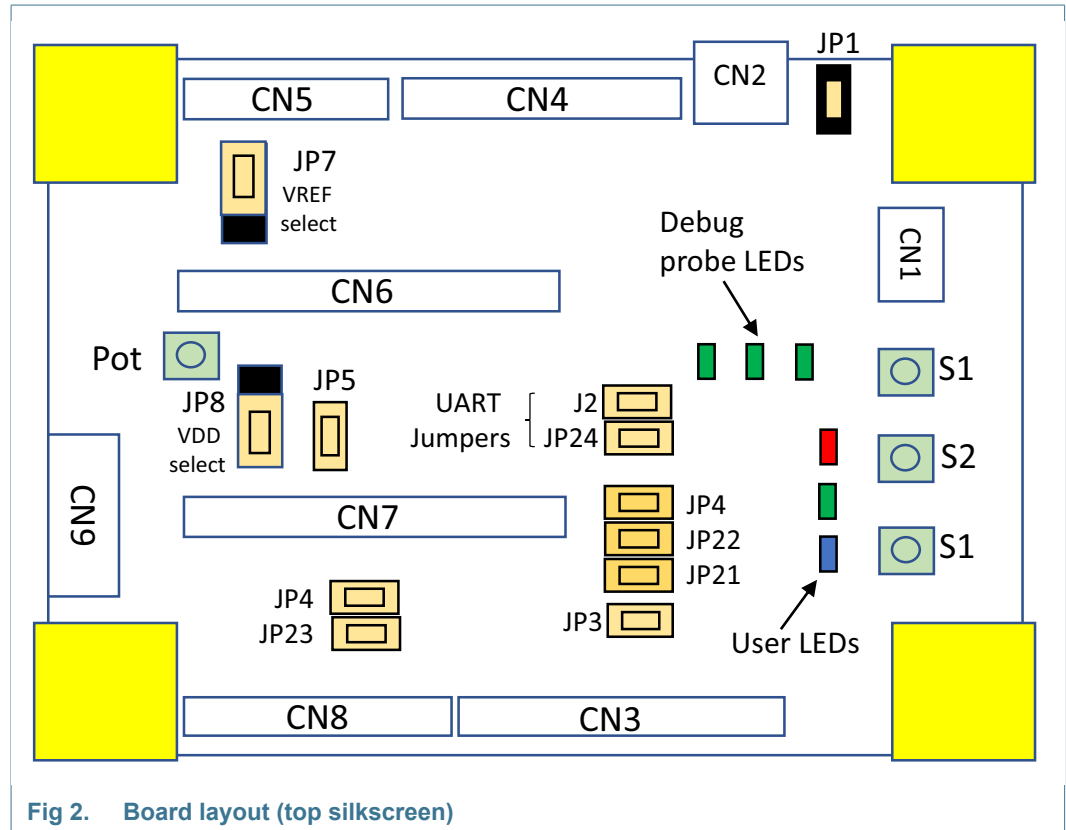 JP1
CN2
CN5
CN4
JP7
VREF
select
CN1
Debug
probe LEDs
CN6
Pot
S1
JP8
VDD
select
JP5
UART
Jumpers
J2
JP24
S2
CN9
CN7
JP4
JP22
JP21
S1
JP4
JP23
JP3
User LEDs
CN8
CN3
Fig 2. Board layout (top silkscreen)